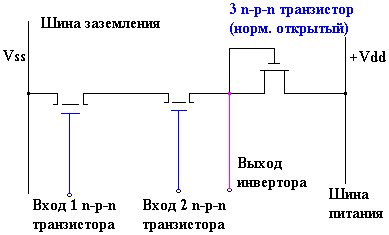 Шина заземления
3 n-p-n транзистор
(норм. открытый)
Vss
+Vdd
Выход
инвертора
Шина
питания
Вход 1 n-p-n
транзистора
Вход 2 n-p-n
транзистора